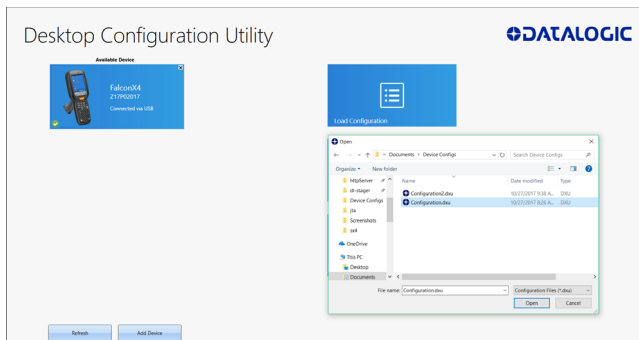 Desktop Configuration Utility
DATALOGIC
Available Device
FalconX4
Z17P02017
Connected via USB
Load Configuration
Open
Documents > Device Configs
Search Device Configs
Organize
New folder
httpServer
dl-stager
Device Configs
jta
Screenshots
sx4
OneDrive
This PC
Desktop
Documents
Name
Date modified
Type
Configuration2.dxu
10/27/2017 9:38 A...
DXU
Configuration.dxu
10/27/2017 8:26 A...
DXU
File name:
Configuration.dxu
Configuration Files (*.dxu)
Open
Cancel
Refresh
Add Device